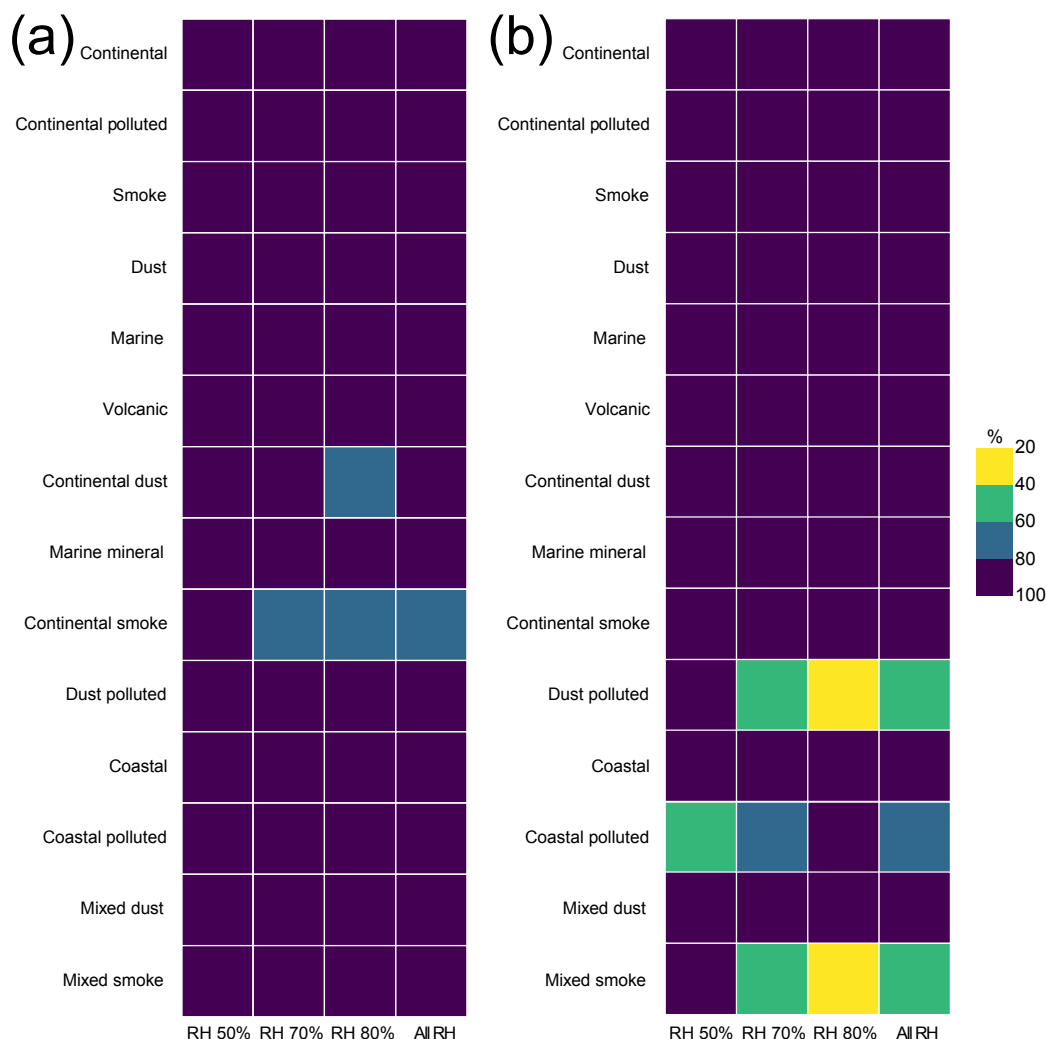 (a)
Continental
Continental polluted
Smoke
Dust
Marine
Volcanic
Continental dust
Marine mineral
Continental smoke
Dust polluted
Coastal
Coastal polluted
Mixed dust
Mixed smoke
RH 50% RH 70% RH 80% All RH
(b)
Continental
Continental polluted
Smoke
Dust
Marine
Volcanic
Continental dust
Marine mineral
Continental smoke
Dust polluted
Coastal
Coastal polluted
Mixed dust
Mixed smoke
RH 50% RH 70% RH 80% All RH
%
20
40
60
80
100